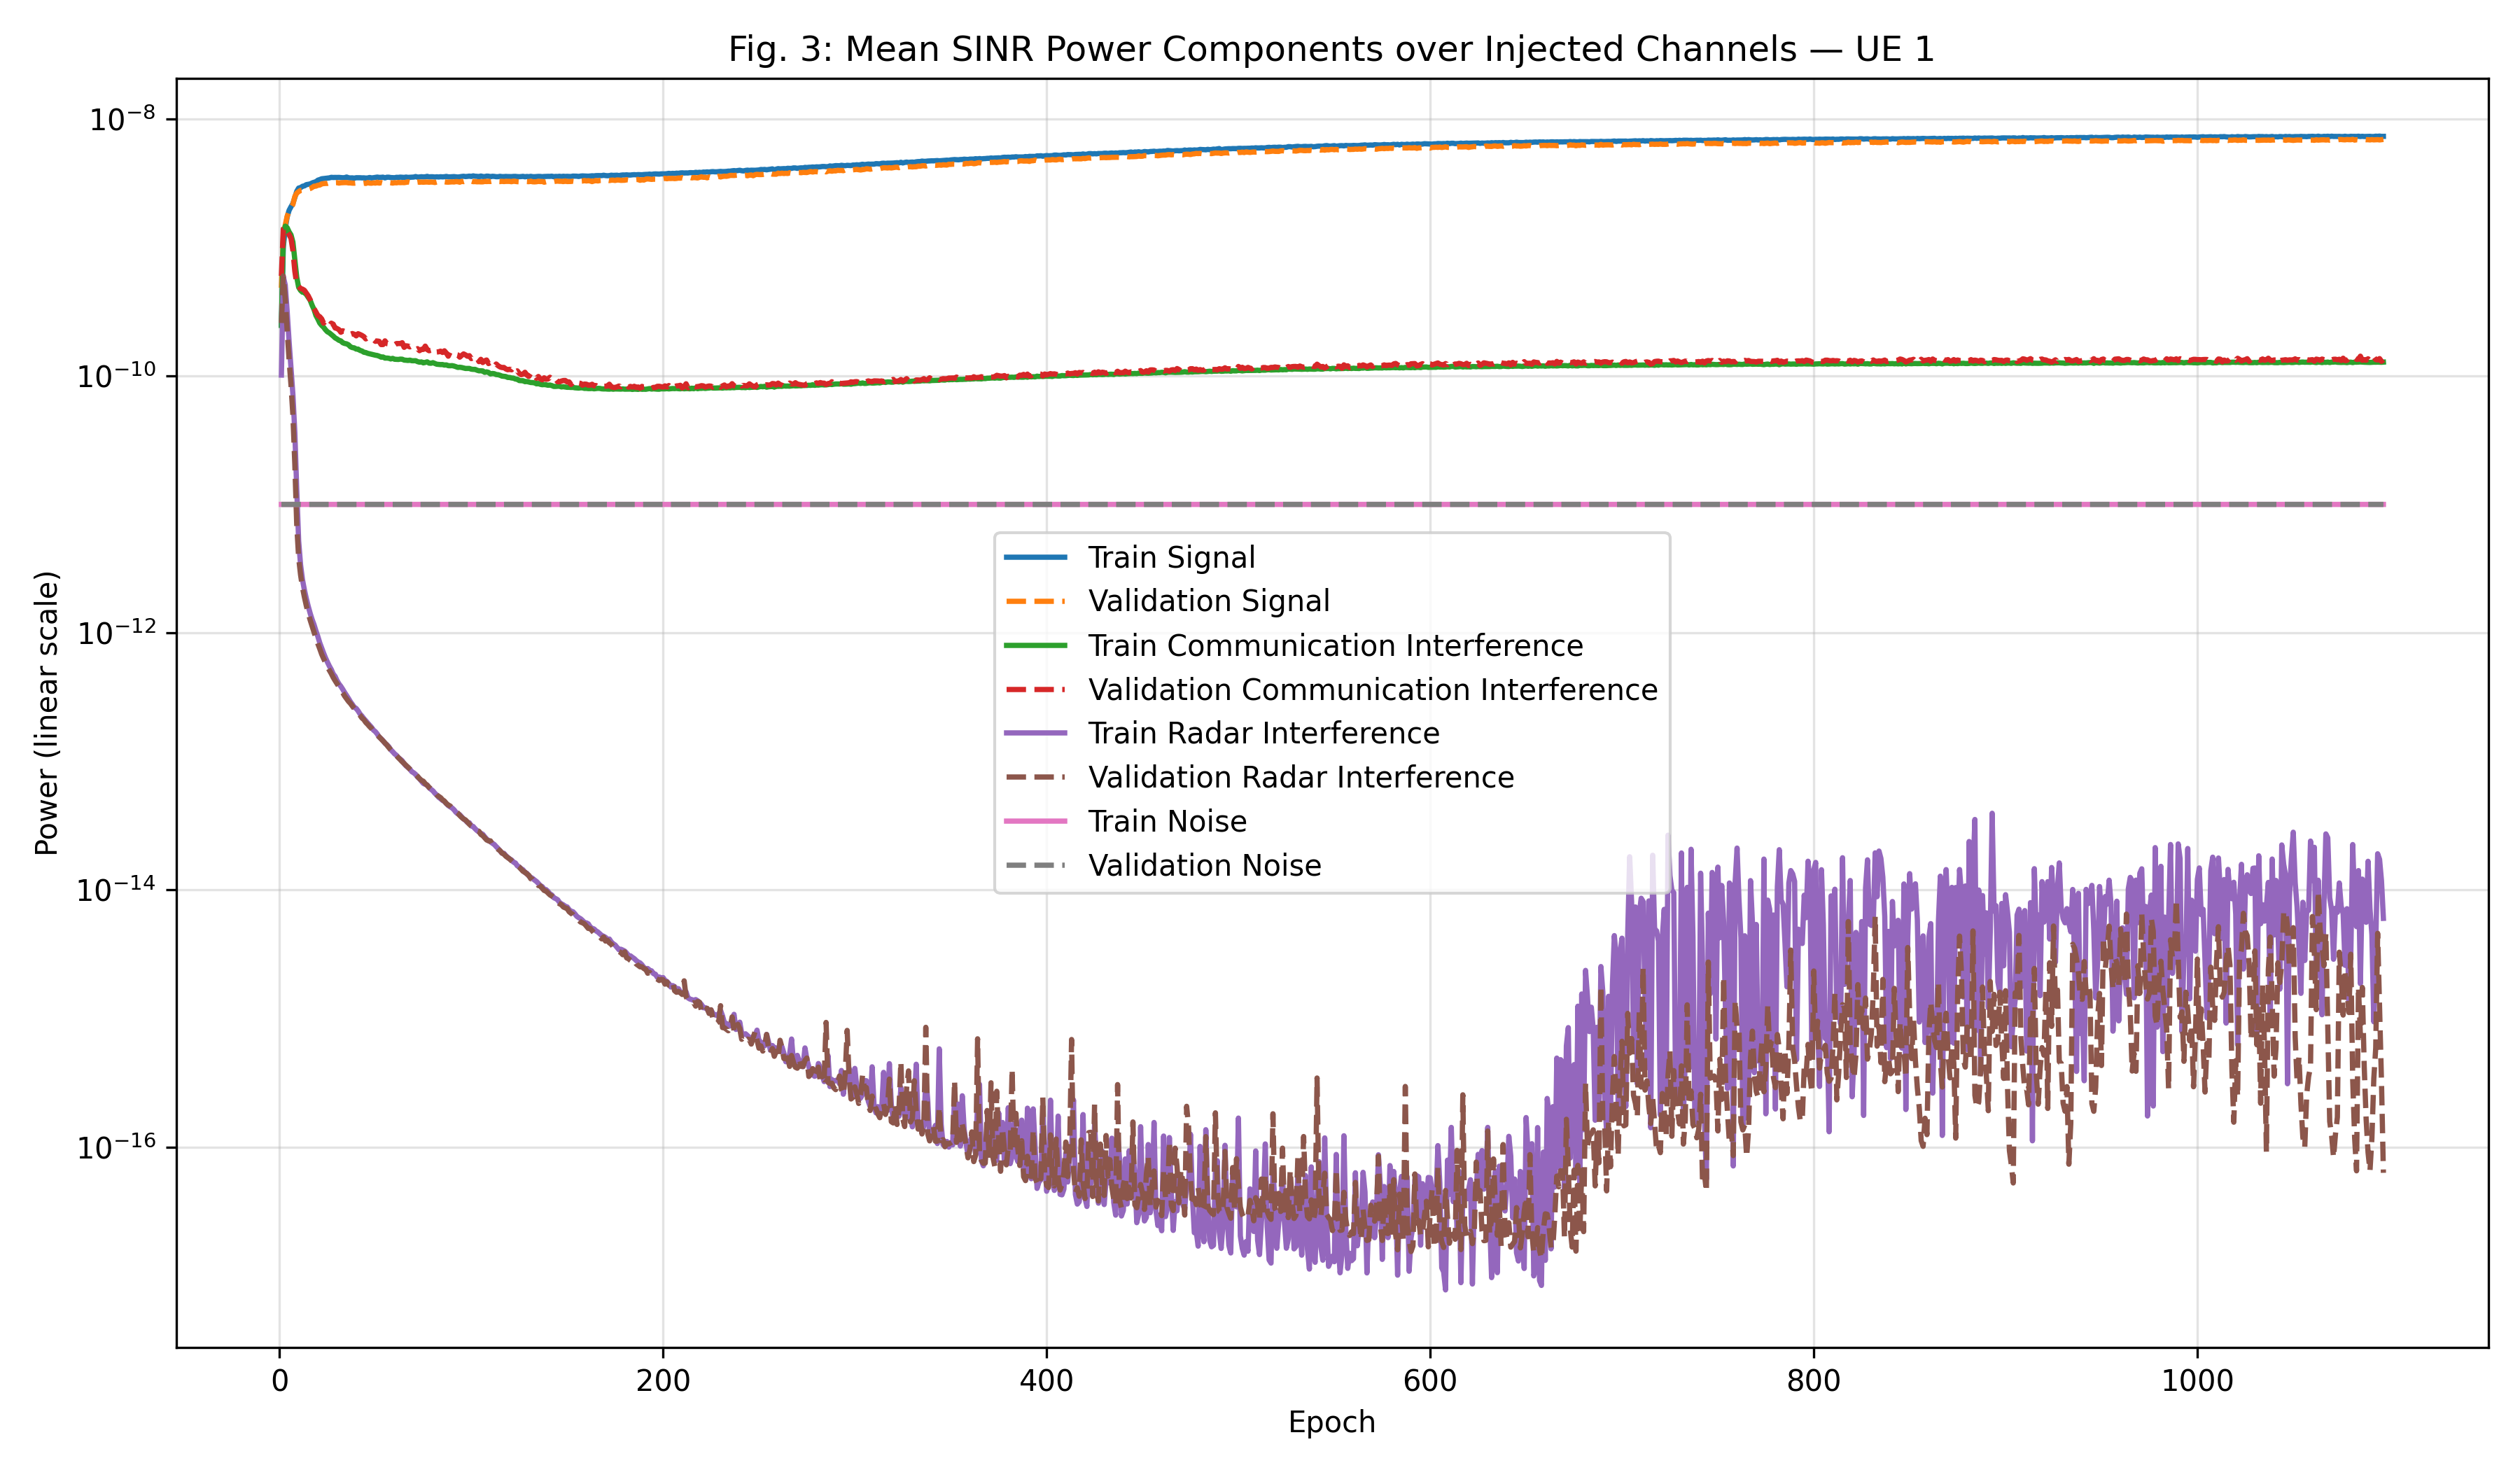 Fig. 3: Mean SINR Power Components over Injected Channels — UE 1
Power (linear scale)
10⁻⁸
10⁻¹⁰
10⁻¹²
10⁻¹⁴
10⁻¹⁶
Train Signal
Validation Signal
Train Communication Interference
Validation Communication Interference
Train Radar Interference
Validation Radar Interference
Train Noise
Validation Noise
0 200 400 600 800 1000
Epoch